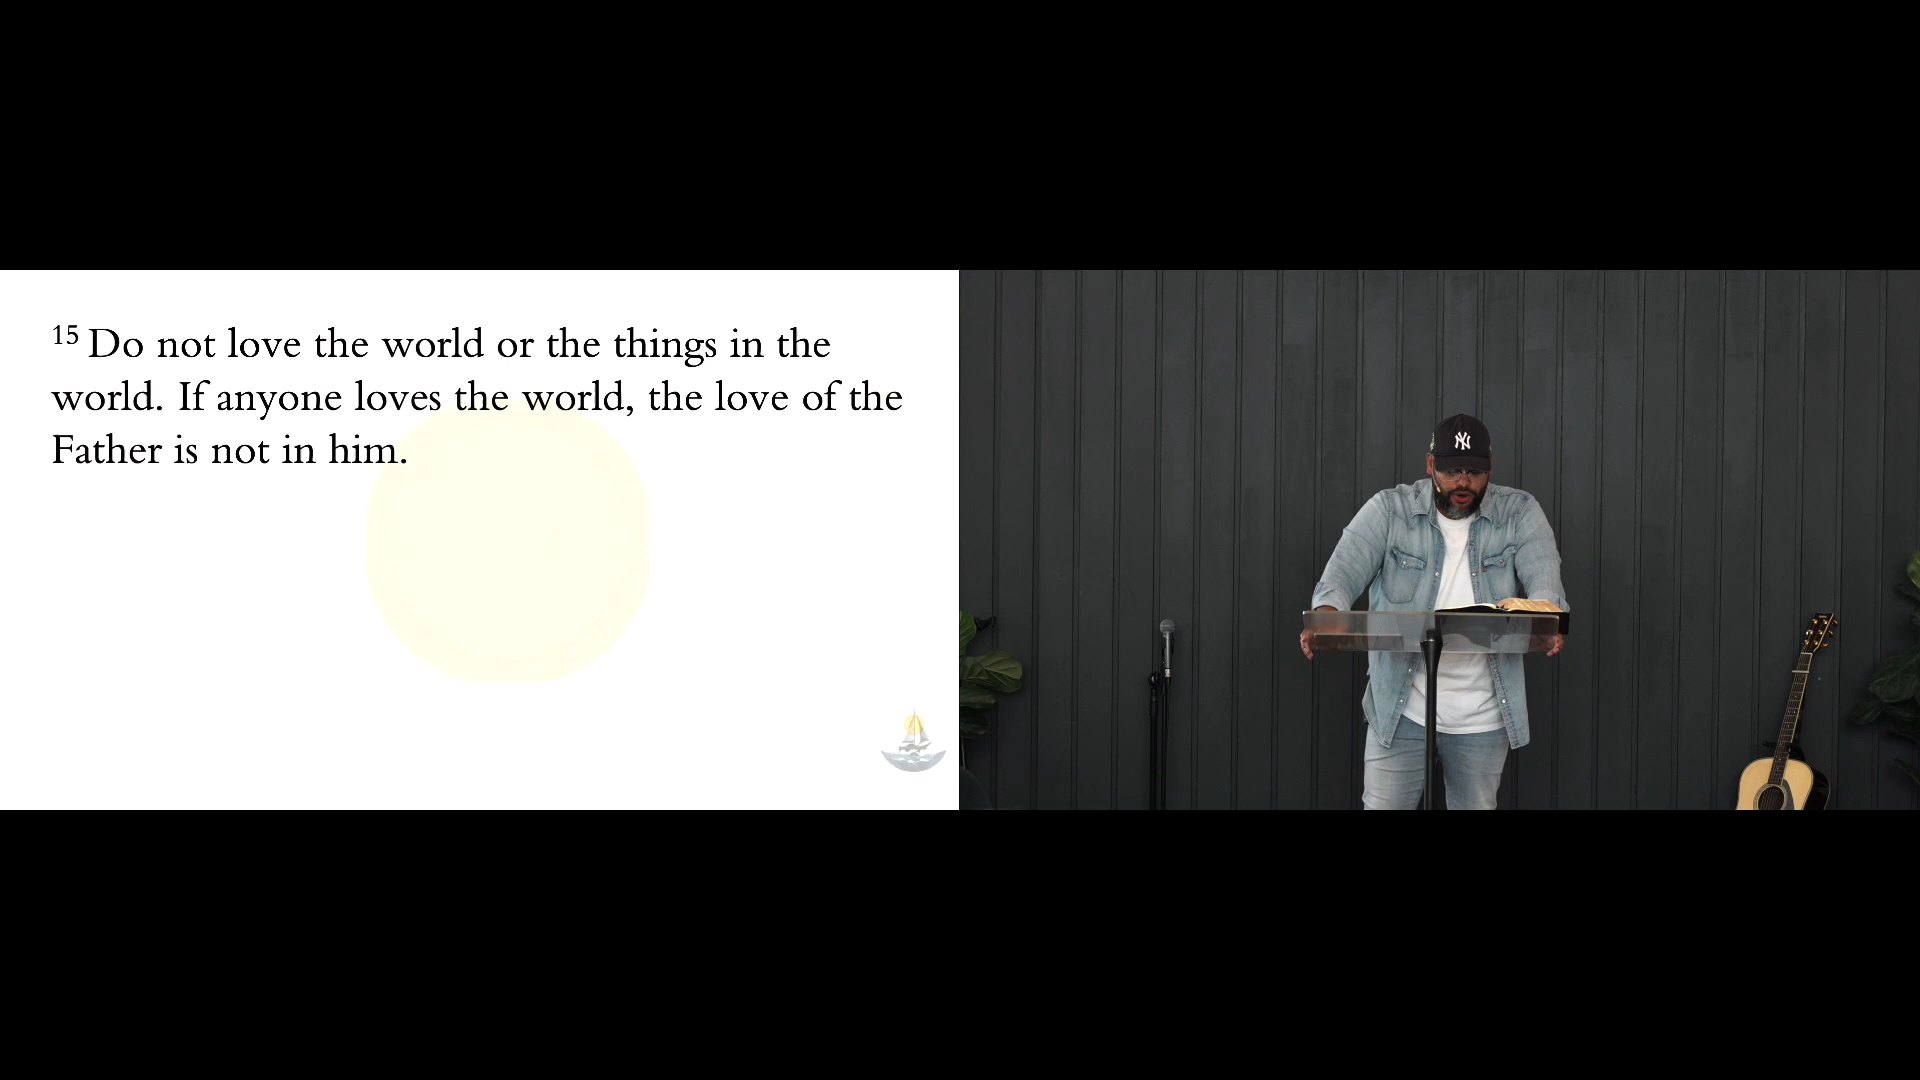 15 Do not love the world or the things in the
world. If anyone loves the world, the love of the
Father is not in him.
NY